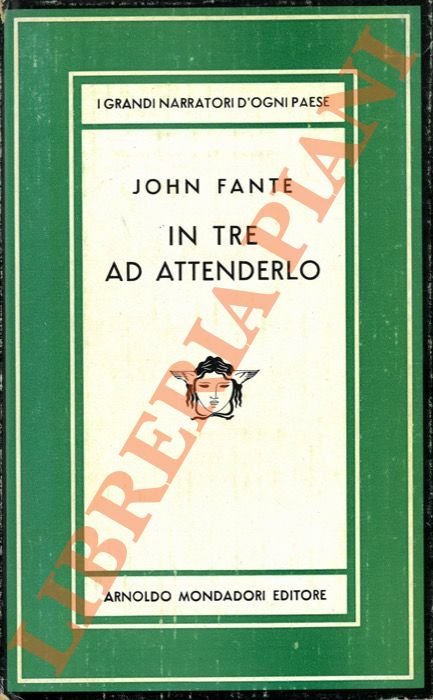 I GRANDI NARRATORI D'OGNI PAESE
JOHN FANTE
IN TRE
AD ATTENDERLO
ARNOLDO MONDADORI EDITORE
LIBRERIA PIANI